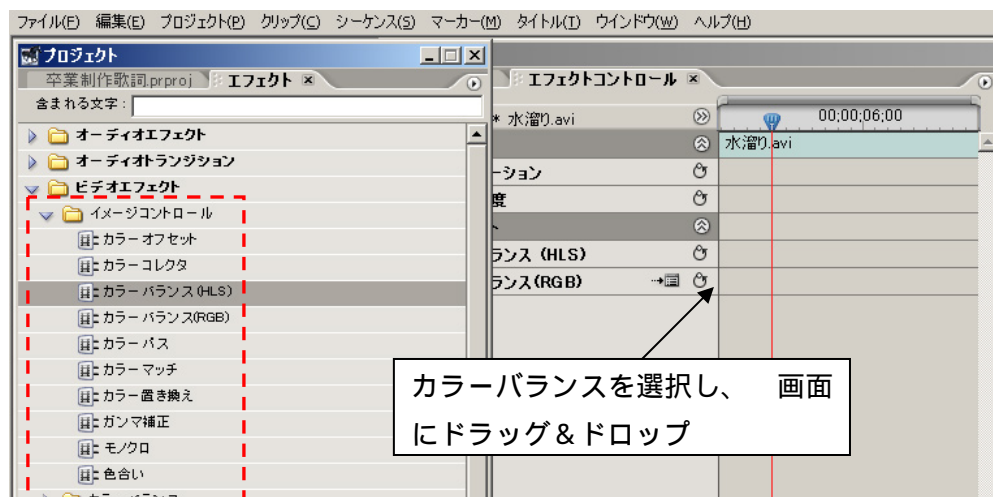 ファイル(F) 編集(E) プロジェクト(P) クリップ(C) シーケンス(S) マーカー(M) タイトル(T) ウインドウ(W) ヘルプ(H)
プロジェクト
卒業制作歌詞.prproj エフェクト
含まれる文字:
オーディオエフェクト
オーディオトランジション
ビデオエフェクト
イメージコントロール
カラー オフセット
カラー コレクタ
カラー バランス (HLS)
カラー バランス(RGB)
カラー パス
カラー マッチ
カラー 置き換え
ガンマ補正
モノクロ
色合い
エフェクトコントロール
* 水溜り.avi 00;00;06;00
水溜り.avi
ーション
度
ランス (HLS)
ランス(RGB)
カラーバランスを選択し、 画面
にドラッグ&ドロップ